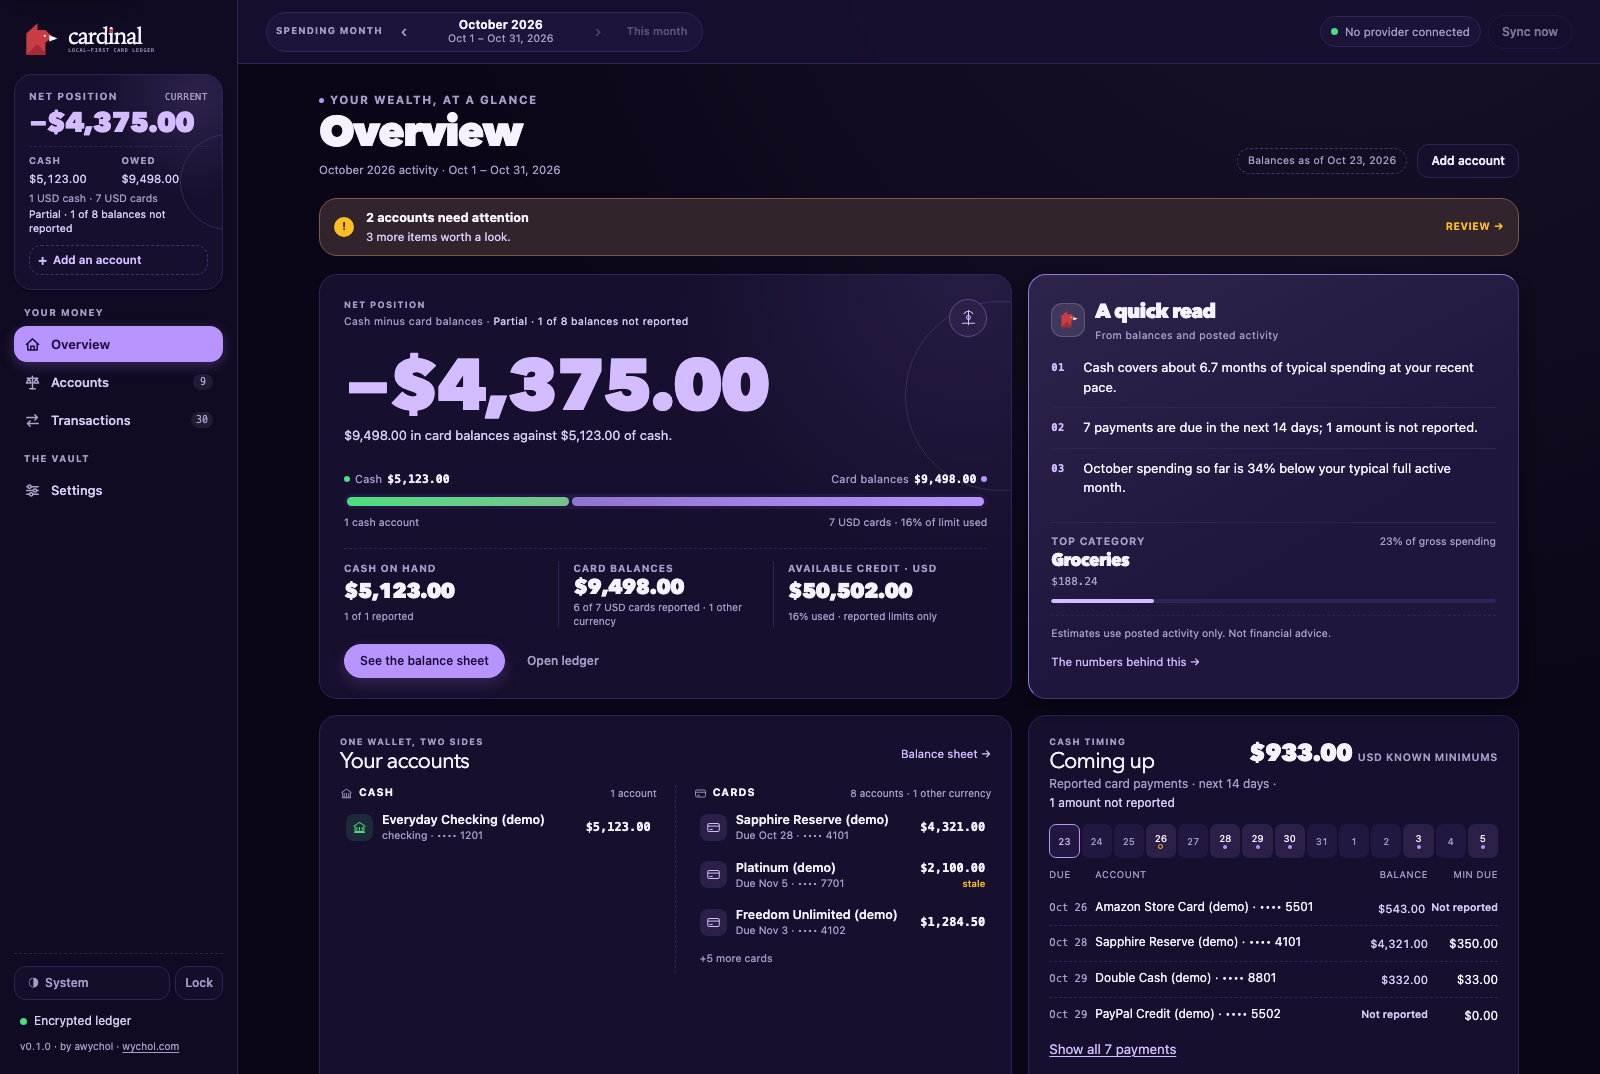 cardinal
LOCAL-FIRST CARD LEDGER
NET POSITION
CURRENT
−$4,375.00
CASH
OWED
$5,123.00
$9,498.00
1 USD cash · 7 USD cards
Partial · 1 of 8 balances not
reported
+ Add an account
YOUR MONEY
Overview
Accounts 9
Transactions 30
THE VAULT
Settings
System
Lock
Encrypted ledger
v0.1.0 · by awychoi · wychoi.com
SPENDING MONTH
‹
October 2026
Oct 1 – Oct 31, 2026
›
This month
No provider connected
Sync now
YOUR WEALTH, AT A GLANCE
Overview
October 2026 activity · Oct 1 – Oct 31, 2026
Balances as of Oct 23, 2026
Add account
!
2 accounts need attention
3 more items worth a look.
REVIEW →
NET POSITION
Cash minus card balances · Partial · 1 of 8 balances not reported
−$4,375.00
$9,498.00 in card balances against $5,123.00 of cash.
Cash $5,123.00
Card balances $9,498.00
1 cash account
7 USD cards · 16% of limit used
CASH ON HAND
$5,123.00
1 of 1 reported
CARD BALANCES
$9,498.00
6 of 7 USD cards reported · 1 other
currency
AVAILABLE CREDIT · USD
$50,502.00
16% used · reported limits only
See the balance sheet
Open ledger
A quick read
From balances and posted activity
01 Cash covers about 6.7 months of typical spending at your recent
pace.
02 7 payments are due in the next 14 days; 1 amount is not reported.
03 October spending so far is 34% below your typical full active
month.
TOP CATEGORY
23% of gross spending
Groceries
$188.24
Estimates use posted activity only. Not financial advice.
The numbers behind this →
ONE WALLET, TWO SIDES
Your accounts
Balance sheet →
CASH
1 account
Everyday Checking (demo)
checking · •••• 1201
$5,123.00
CARDS
8 accounts · 1 other currency
Sapphire Reserve (demo)
Due Oct 28 · •••• 4101
$4,321.00
Platinum (demo)
Due Nov 5 · •••• 7701
$2,100.00
stale
Freedom Unlimited (demo)
Due Nov 3 · •••• 4102
$1,284.50
+5 more cards
CASH TIMING
Coming up
$933.00 USD KNOWN MINIMUMS
Reported card payments · next 14 days ·
1 amount not reported
23 24 25 26 27 28 29 30 31 1 2 3 4 5
DUE ACCOUNT BALANCE MIN DUE
Oct 26 Amazon Store Card (demo) · •••• 5501 $543.00 Not reported
Oct 28 Sapphire Reserve (demo) · •••• 4101 $4,321.00 $350.00
Oct 29 Double Cash (demo) · •••• 8801 $332.00 $33.00
Oct 29 PayPal Credit (demo) · •••• 5502 Not reported $0.00
Show all 7 payments